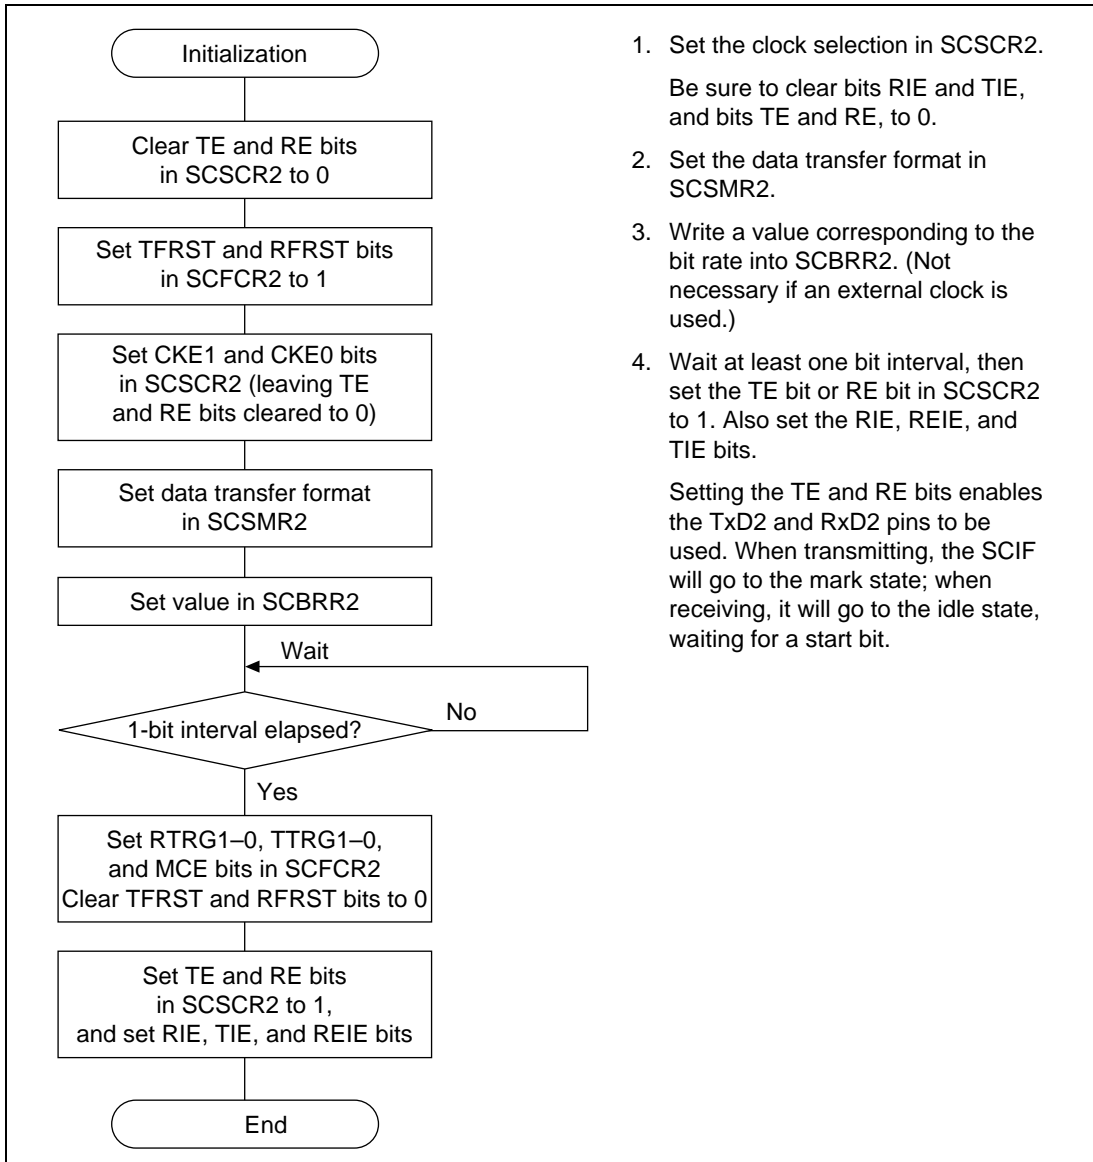 Initialization
Clear TE and RE bits
in SCSCR2 to 0
Set TFRST and RFRST bits
in SCFCR2 to 1
Set CKE1 and CKE0 bits
in SCSCR2 (leaving TE
and RE bits cleared to 0)
Set data transfer format
in SCSMR2
Set value in SCBRR2
Wait
1-bit interval elapsed?
No
Yes
Set RTRG1–0, TTRG1–0,
and MCE bits in SCFCR2
Clear TFRST and RFRST bits to 0
Set TE and RE bits
in SCSCR2 to 1,
and set RIE, TIE, and REIE bits
End
1. Set the clock selection in SCSCR2.
Be sure to clear bits RIE and TIE,
and bits TE and RE, to 0.
2. Set the data transfer format in
SCSMR2.
3. Write a value corresponding to the
bit rate into SCBRR2. (Not
necessary if an external clock is
used.)
4. Wait at least one bit interval, then
set the TE bit or RE bit in SCSCR2
to 1. Also set the RIE, REIE, and
TIE bits.
Setting the TE and RE bits enables
the TxD2 and RxD2 pins to be
used. When transmitting, the SCIF
will go to the mark state; when
receiving, it will go to the idle state,
waiting for a start bit.